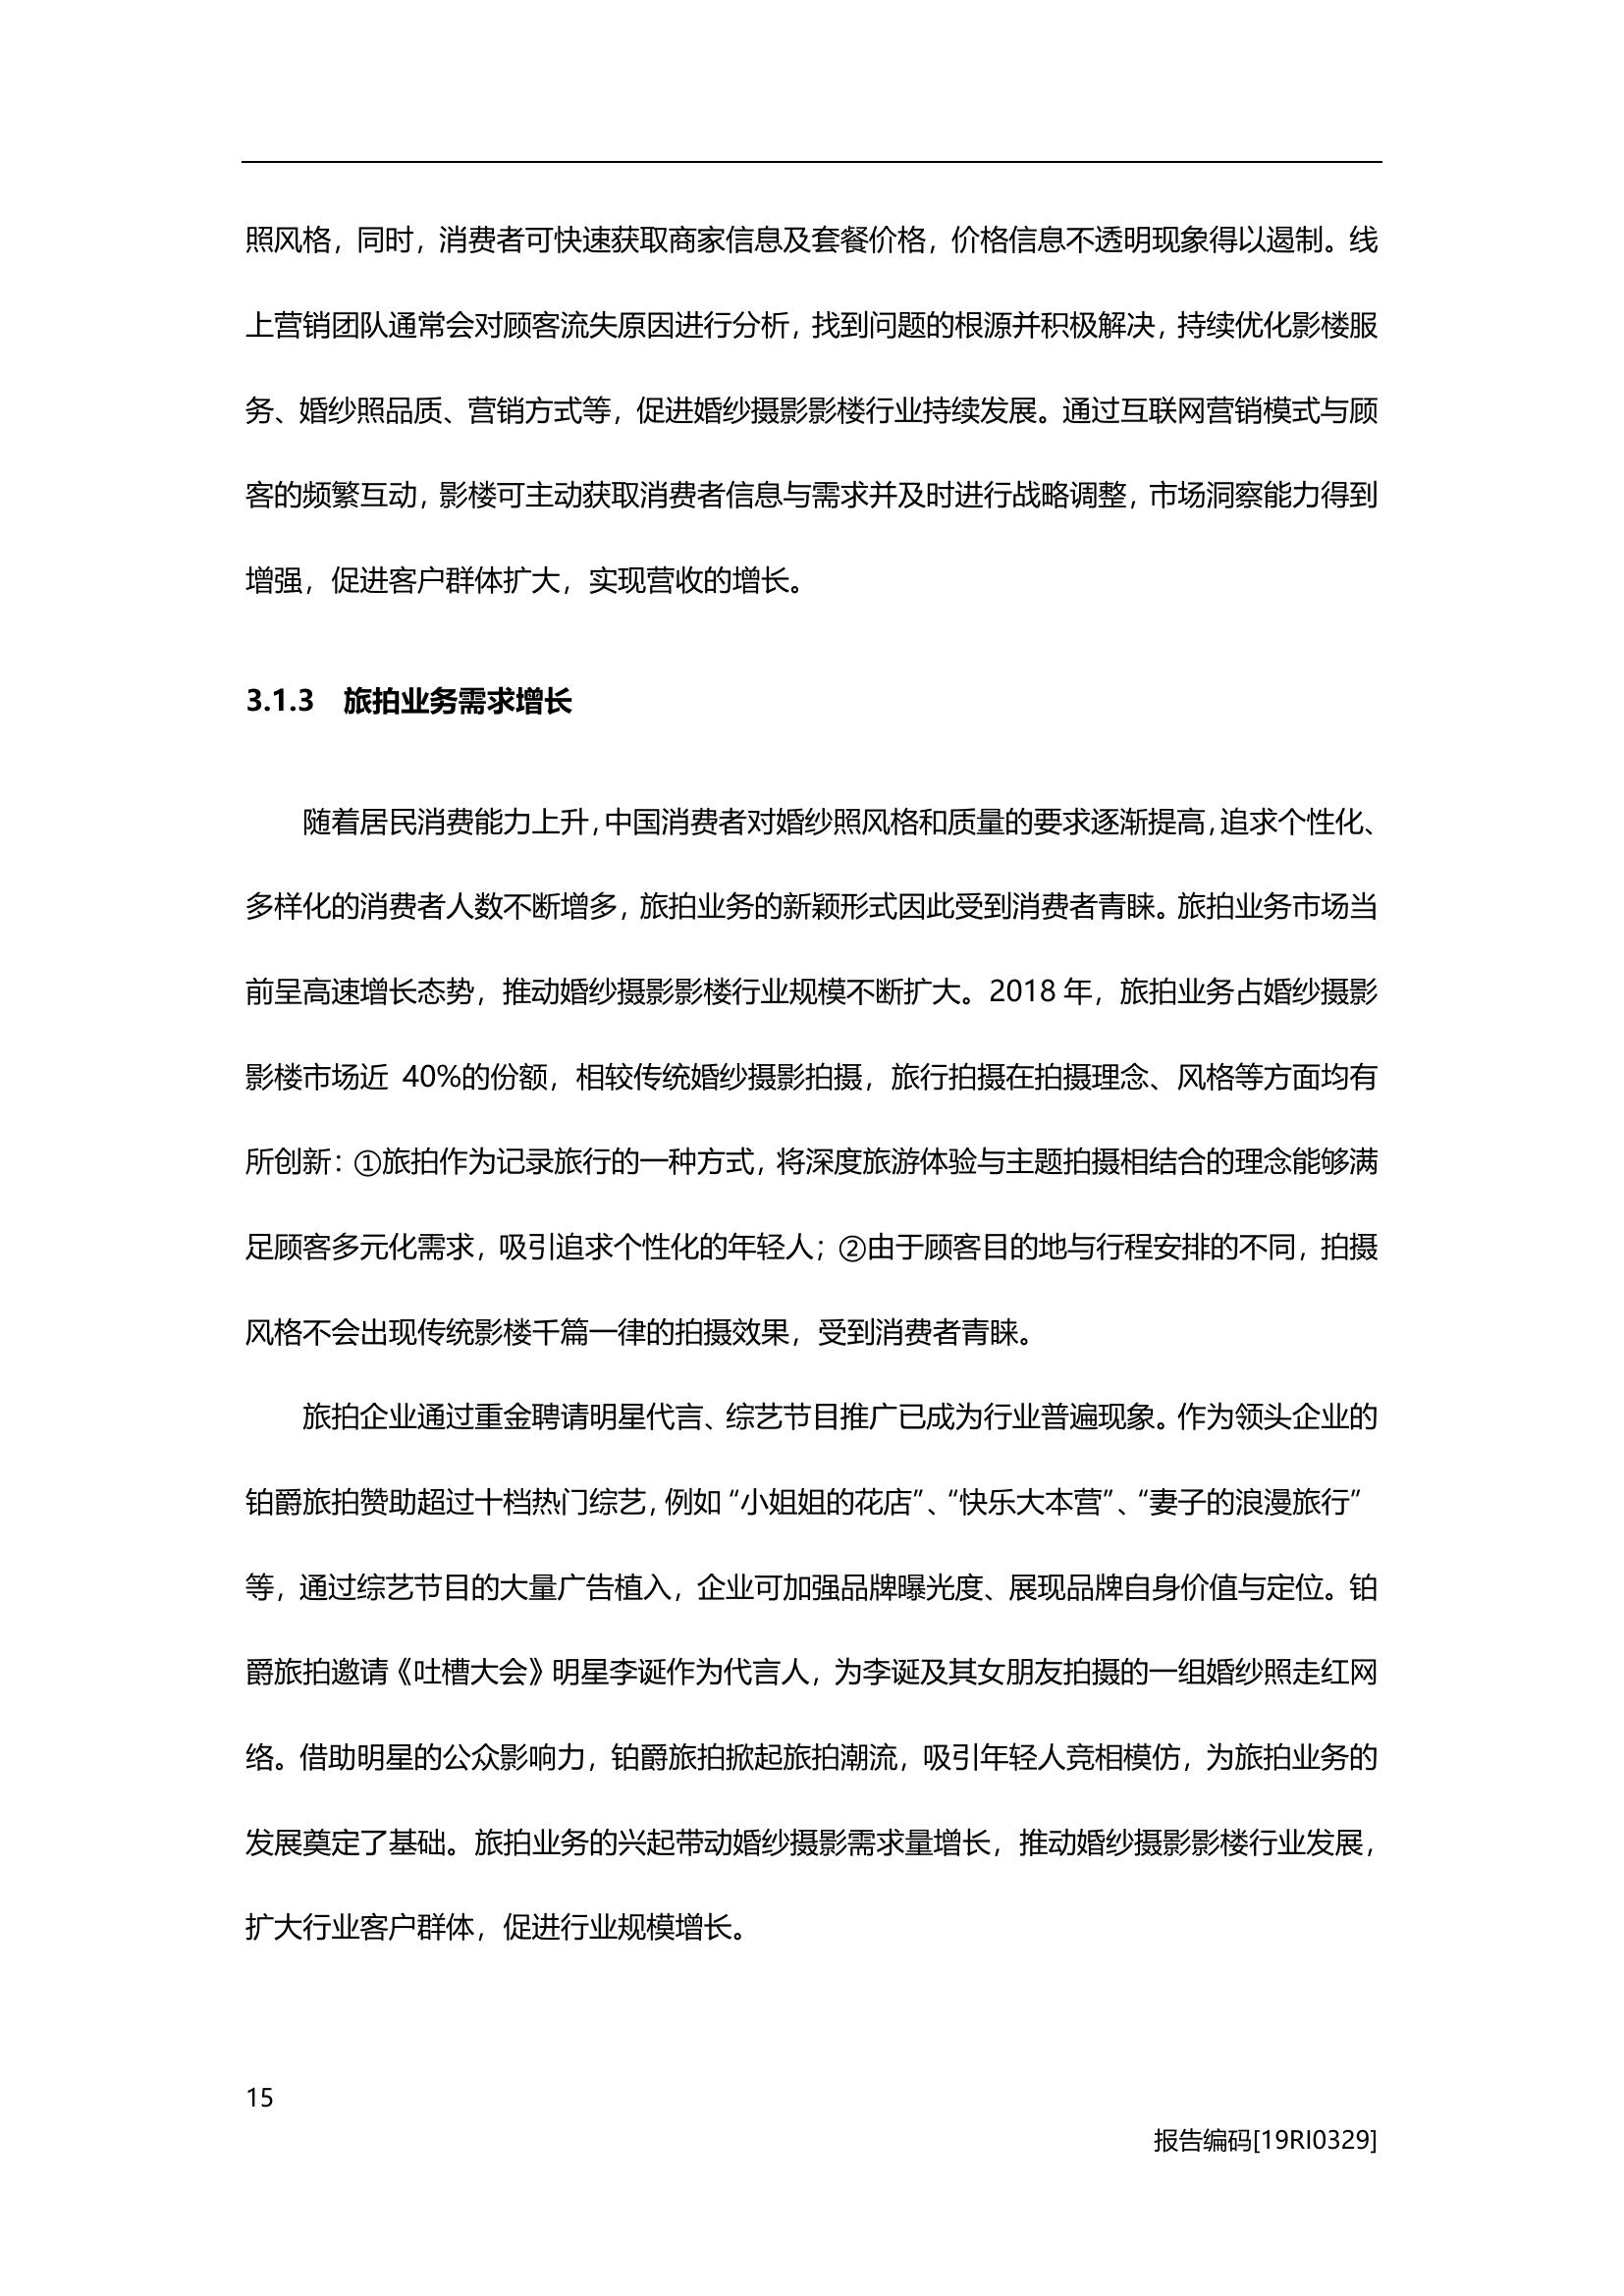 照风格，同时，消费者可快速获取商家信息及套餐价格，价格信息不透明现象得以遏制。线
上营销团队通常会对顾客流失原因进行分析，找到问题的根源并积极解决，持续优化影楼服
务、婚纱照品质、营销方式等，促进婚纱摄影影楼行业持续发展。通过互联网营销模式与顾
客的频繁互动，影楼可主动获取消费者信息与需求并及时进行战略调整，市场洞察能力得到
增强，促进客户群体扩大，实现营收的增长。
3.1.3 旅拍业务需求增长
随着居民消费能力上升，中国消费者对婚纱照风格和质量的要求逐渐提高，追求个性化、
多样化的消费者人数不断增多，旅拍业务的新颖形式因此受到消费者青睐。旅拍业务市场当
前呈高速增长态势，推动婚纱摄影影楼行业规模不断扩大。2018 年，旅拍业务占婚纱摄影
影楼市场近 40%的份额，相较传统婚纱摄影拍摄，旅行拍摄在拍摄理念、风格等方面均有
所创新：①旅拍作为记录旅行的一种方式，将深度旅游体验与主题拍摄相结合的理念能够满
足顾客多元化需求，吸引追求个性化的年轻人；②由于顾客目的地与行程安排的不同，拍摄
风格不会出现传统影楼千篇一律的拍摄效果，受到消费者青睐。
旅拍企业通过重金聘请明星代言、综艺节目推广已成为行业普遍现象。作为领头企业的
铂爵旅拍赞助超过十档热门综艺，例如“小姐姐的花店”、“快乐大本营”、“妻子的浪漫旅行”
等，通过综艺节目的大量广告植入，企业可加强品牌曝光度、展现品牌自身价值与定位。铂
爵旅拍邀请《吐槽大会》明星李诞作为代言人，为李诞及其女朋友拍摄的一组婚纱照走红网
络。借助明星的公众影响力，铂爵旅拍掀起旅拍潮流，吸引年轻人竞相模仿，为旅拍业务的
发展奠定了基础。旅拍业务的兴起带动婚纱摄影需求量增长，推动婚纱摄影影楼行业发展，
扩大行业客户群体，促进行业规模增长。
15
报告编码[19RI0329]